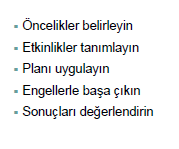 ▪ Öncelikler belirleyin
▪ Etkinlikler tanımlayın
▪ Planı uygulayın
▪ Engellerle başa çıkın
▪ Sonuçları değerlendirin